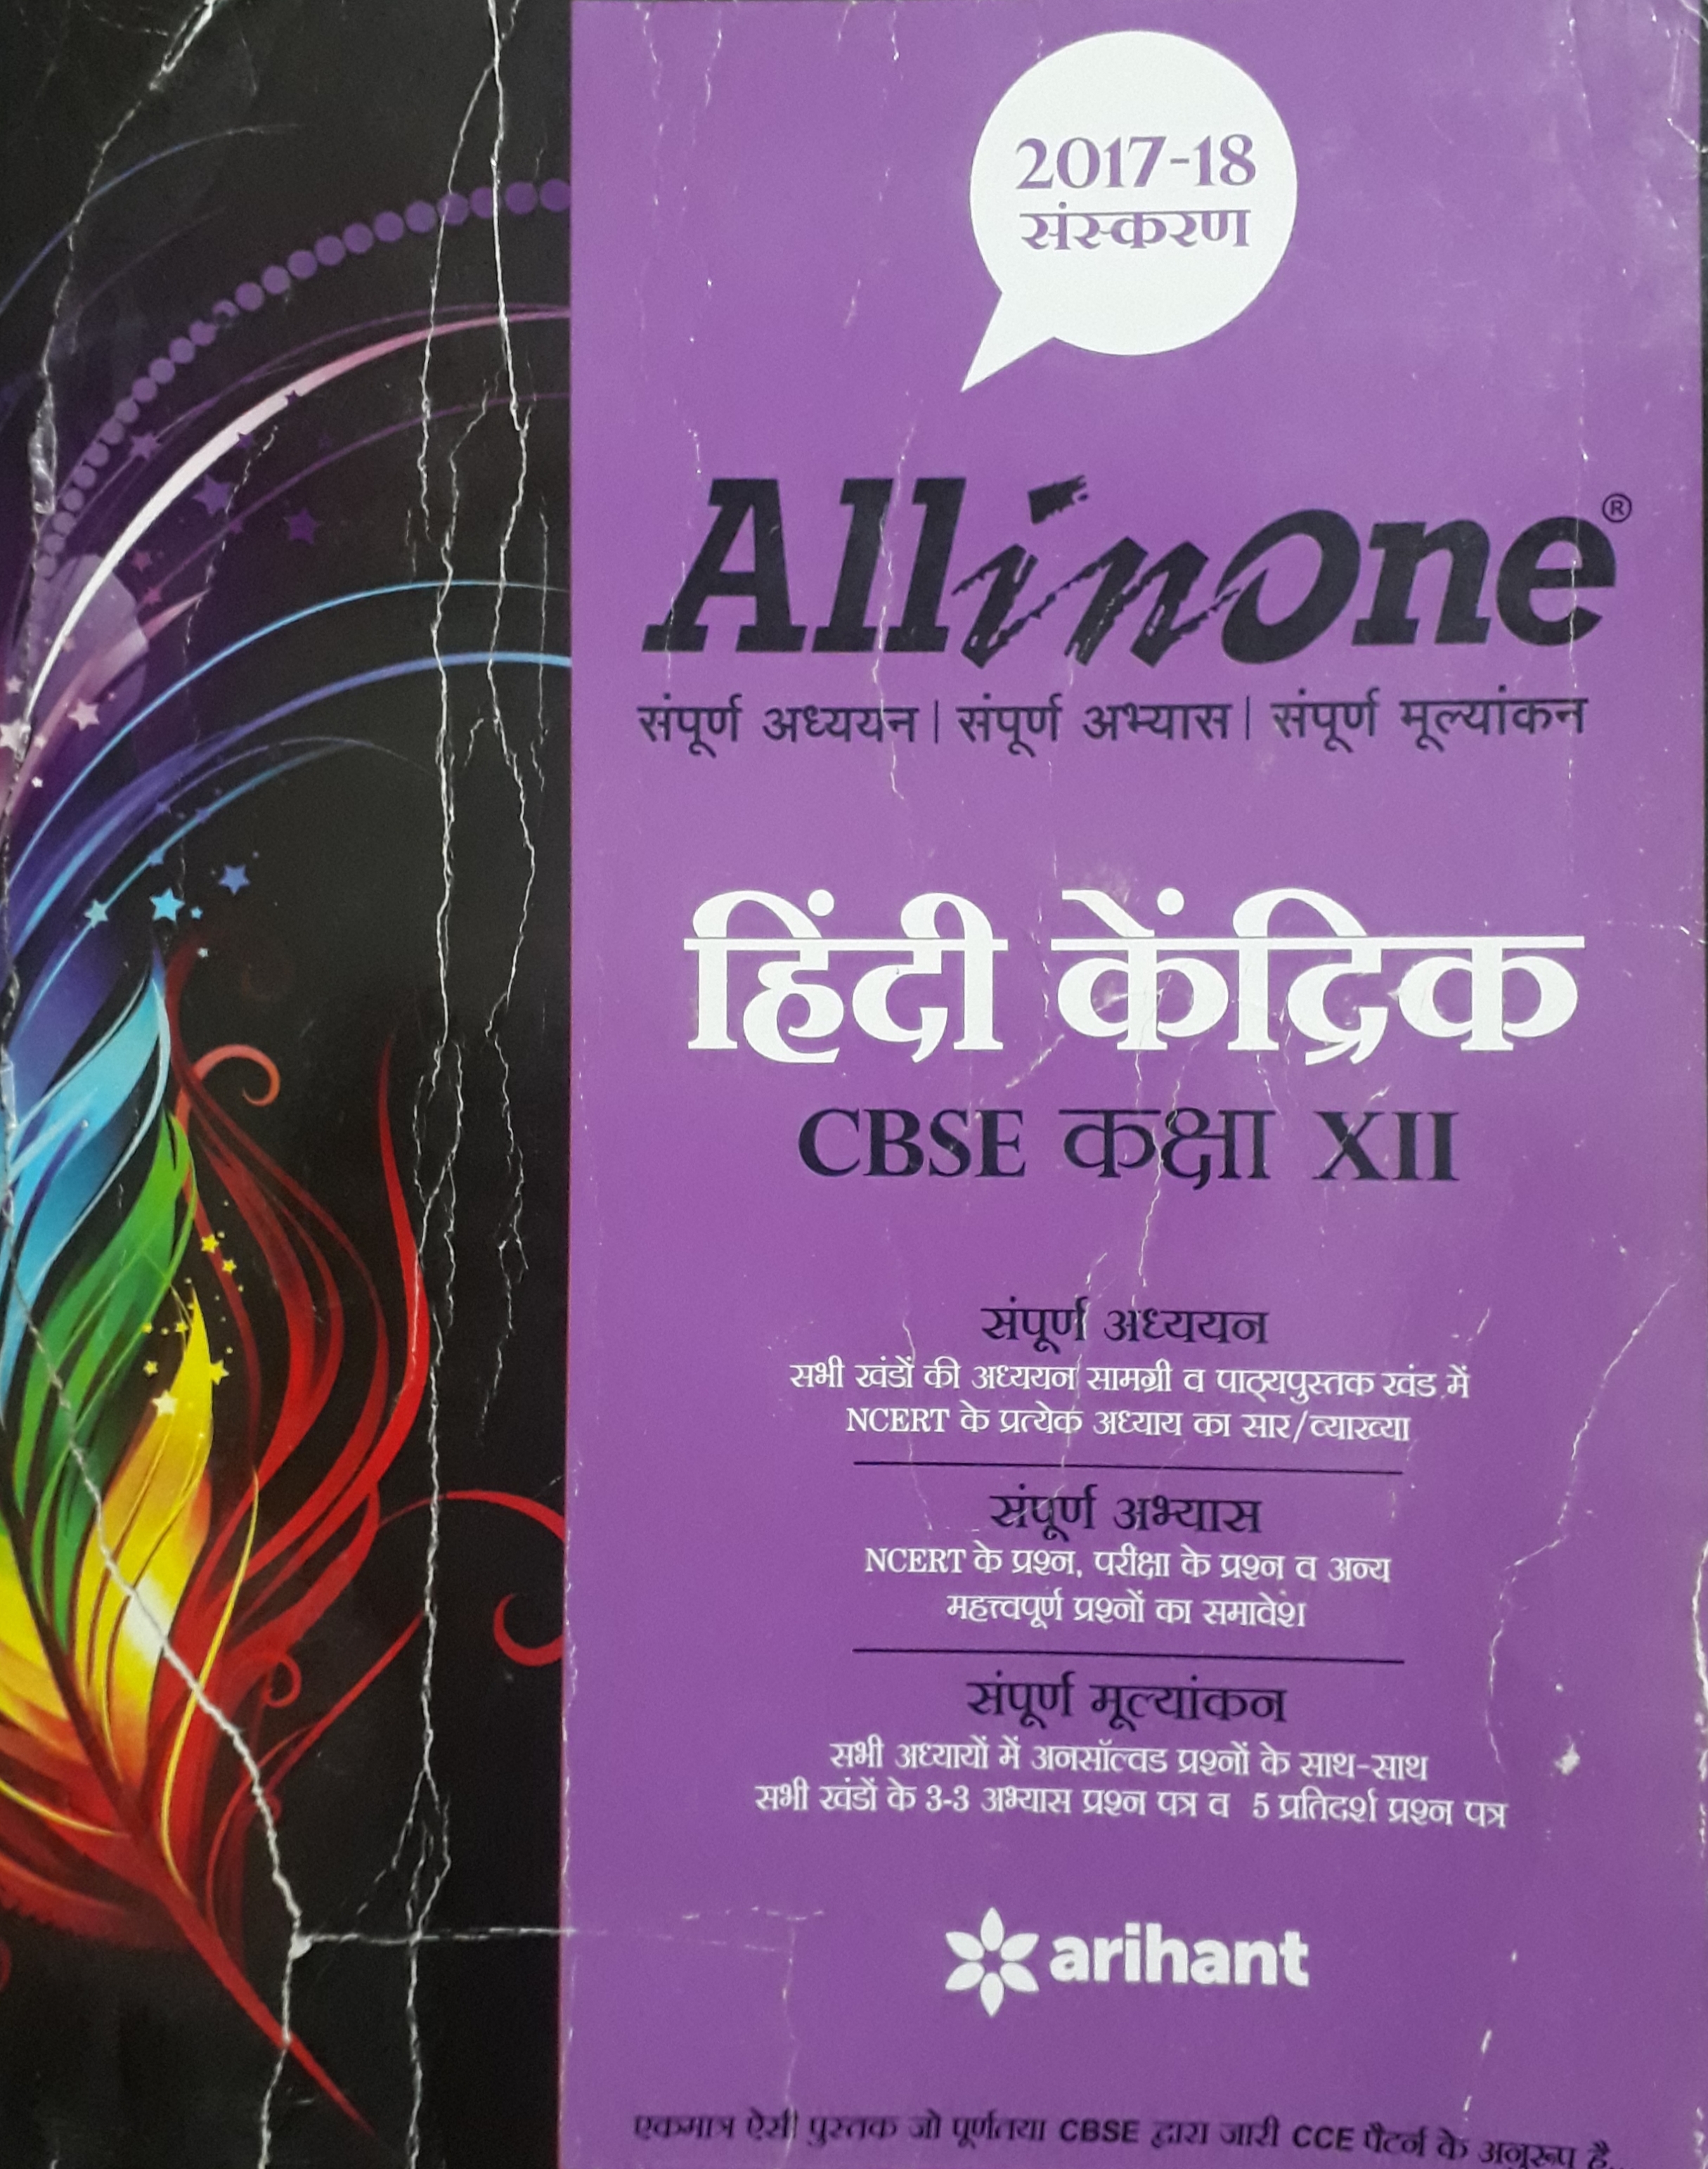 2017-18
संस्करण
Allinone®
संपूर्ण अध्ययन | संपूर्ण अभ्यास | संपूर्ण मूल्यांकन
हिंदी केंद्रिक
CBSE कक्षा XII
संपूर्ण अध्ययन
सभी खंडों की अध्ययन सामग्री व पाठ्यपुस्तक खंड में
NCERT के प्रत्येक अध्याय का सार/व्याख्या
संपूर्ण अभ्यास
NCERT के प्रश्न, परीक्षा के प्रश्न व अन्य
महत्त्वपूर्ण प्रश्नों का समावेश
संपूर्ण मूल्यांकन
सभी अध्यायों में अनसॉल्वड प्रश्नों के साथ-साथ
सभी खंडों के 3-3 अभ्यास प्रश्न पत्र व 5 प्रतिदर्श प्रश्न पत्र
arihant
एकमात्र ऐसी पुस्तक जो पूर्णतया CBSE द्वारा जारी CCE पैटर्न के अनुरूप है..